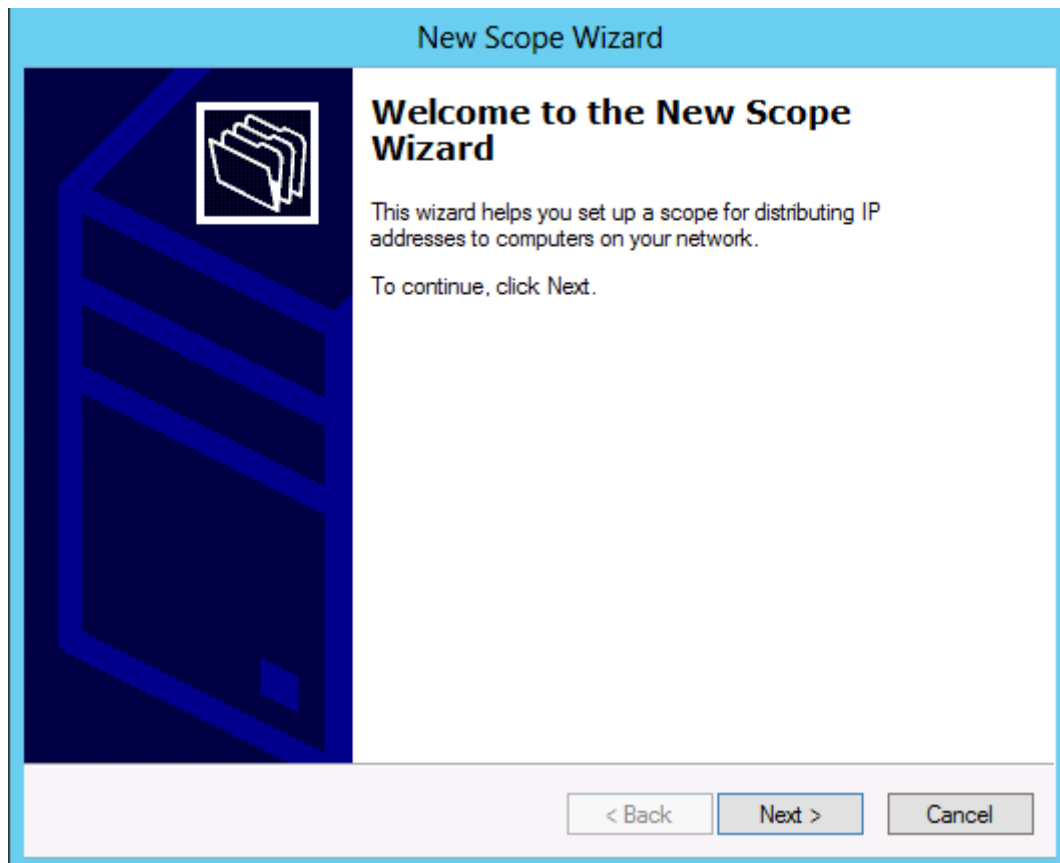 New Scope Wizard
Welcome to the New Scope
Wizard
This wizard helps you set up a scope for distributing IP
addresses to computers on your network.
To continue, click Next.
< Back
Next >
Cancel